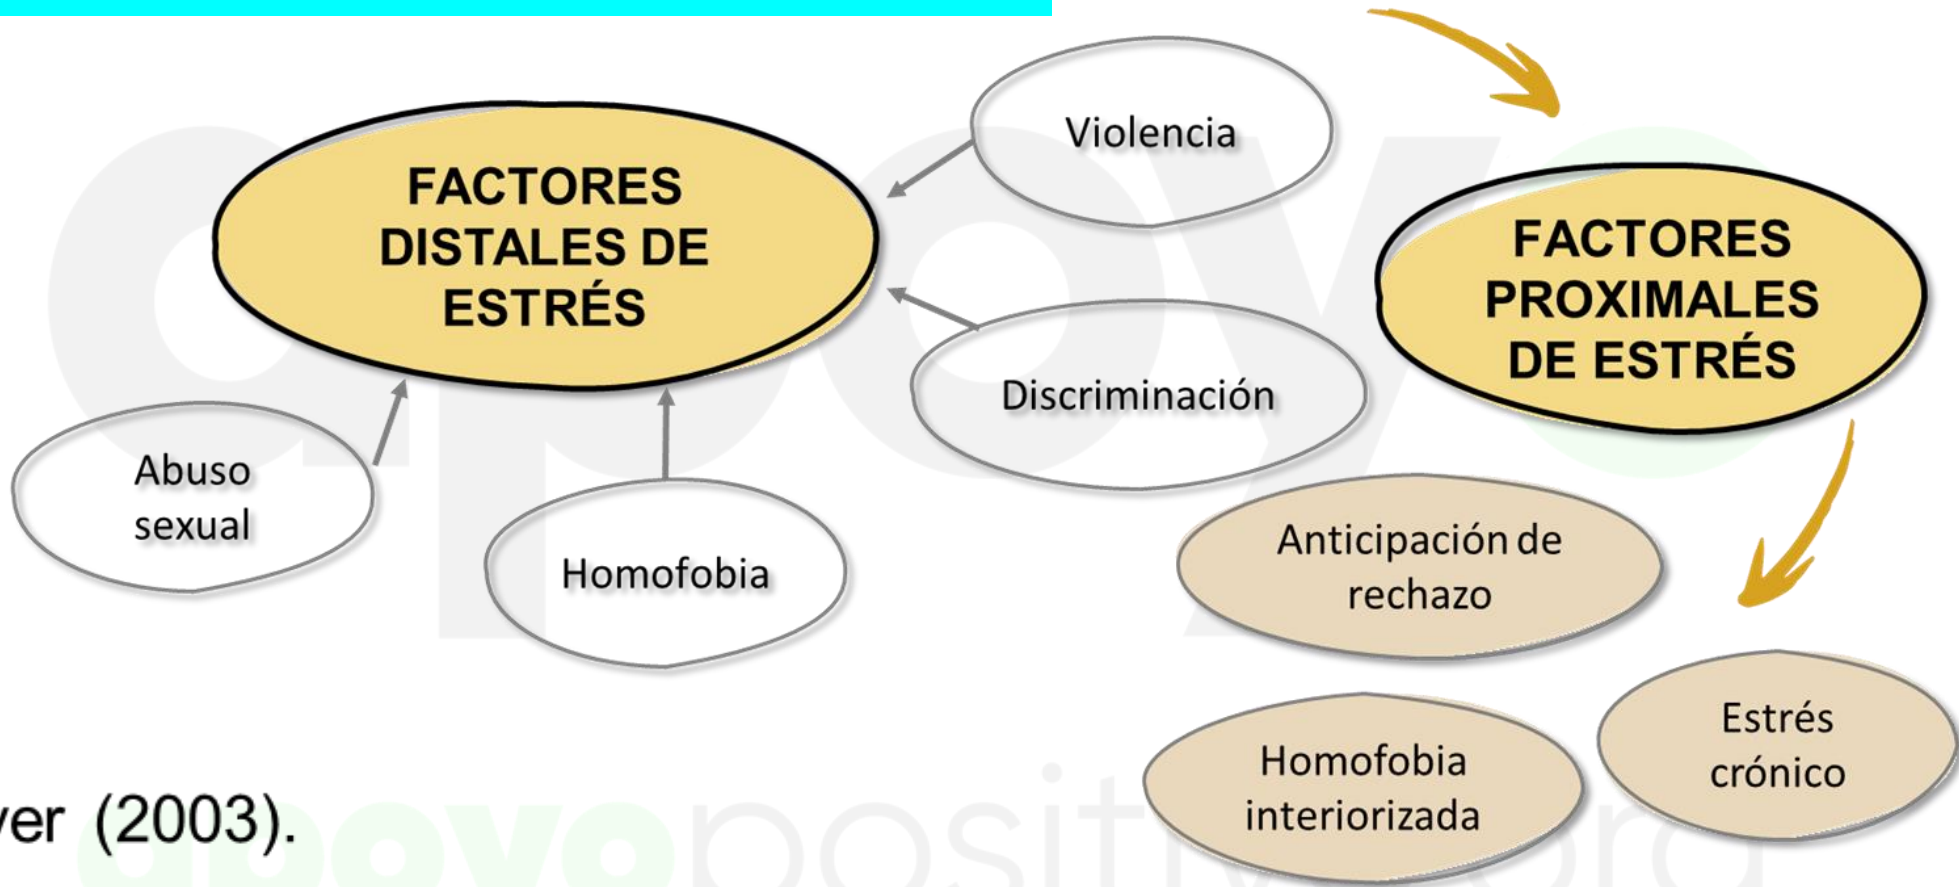 FACTORES
DISTALES DE
ESTRÉS
Violencia
Discriminación
Abuso
sexual
Homofobia
FACTORES
PROXIMALES
DE ESTRÉS
Anticipación de
rechazo
Homofobia
interiorizada
Estrés
crónico
(2003).
apoyo